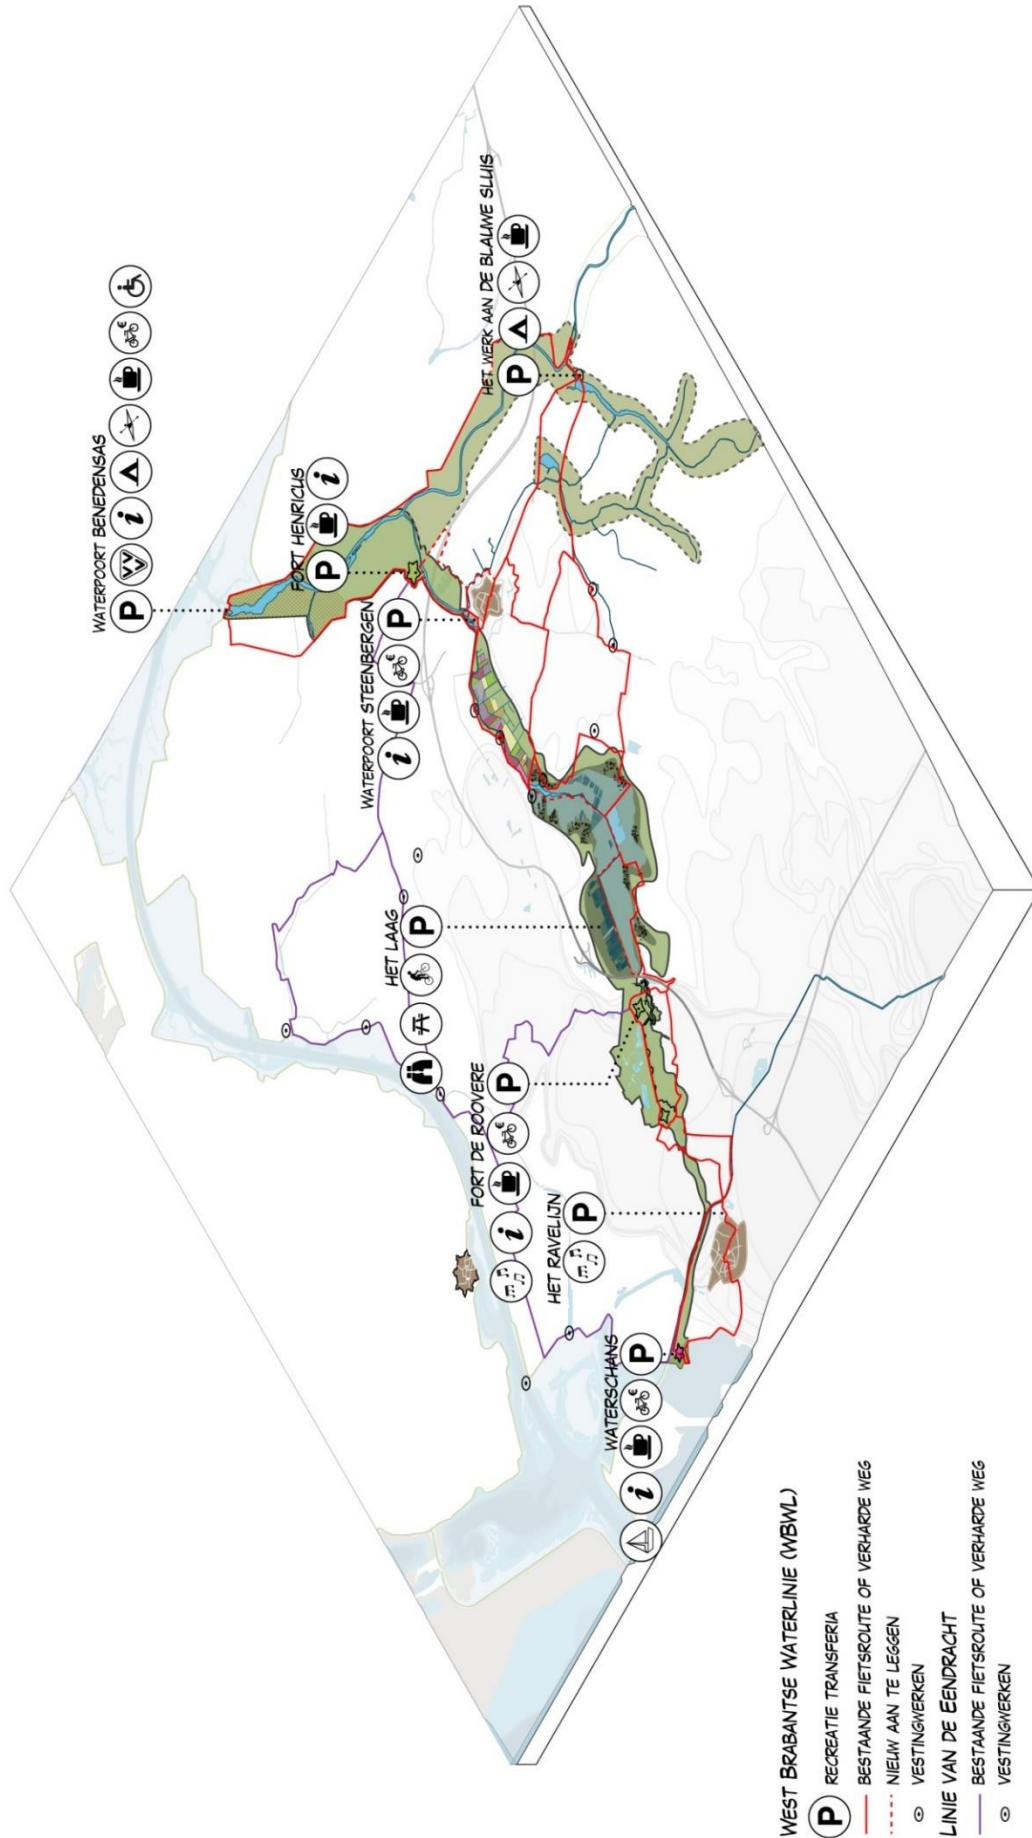 WATERPOORT BENEDENSAS
P VVV i €
FORT HENRICUS
P i
HET WERK AAN DE BLAUWE SLUIS
P
WATERPOORT STEENBERGEN
i € P
HET LAAG
P
FORT DE ROOVERE
i € P
HET RAVELIJN
P
WATERSCHANS
i € P
WEST BRABANTSE WATERLINIE (WBWL)
P RECREATIE TRANSFERIA
BESTAANDE FIETSROUTE OF VERHARDE WEG
NIEUW AAN TE LEGGEN
VESTINGWERKEN
LINIE VAN DE EENDRACHT
BESTAANDE FIETSROUTE OF VERHARDE WEG
VESTINGWERKEN